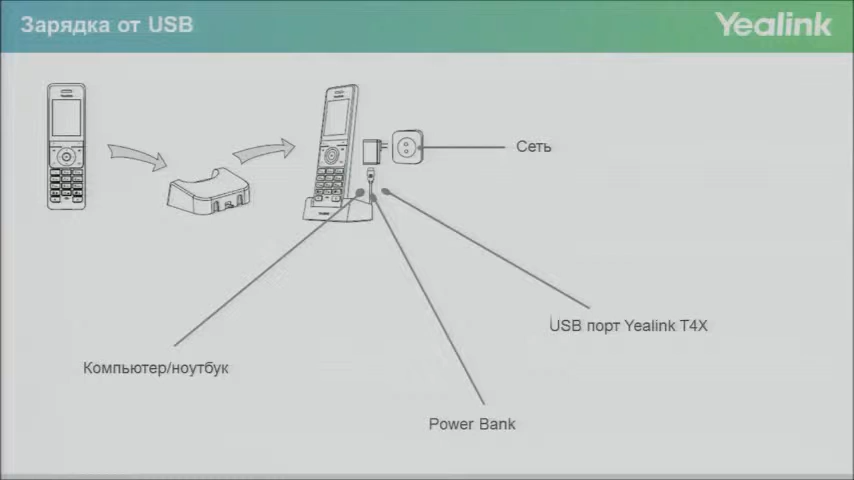 Зарядка от USB
Yealink
Сеть
USB порт Yealink T4X
Компьютер/ноутбук
Power Bank